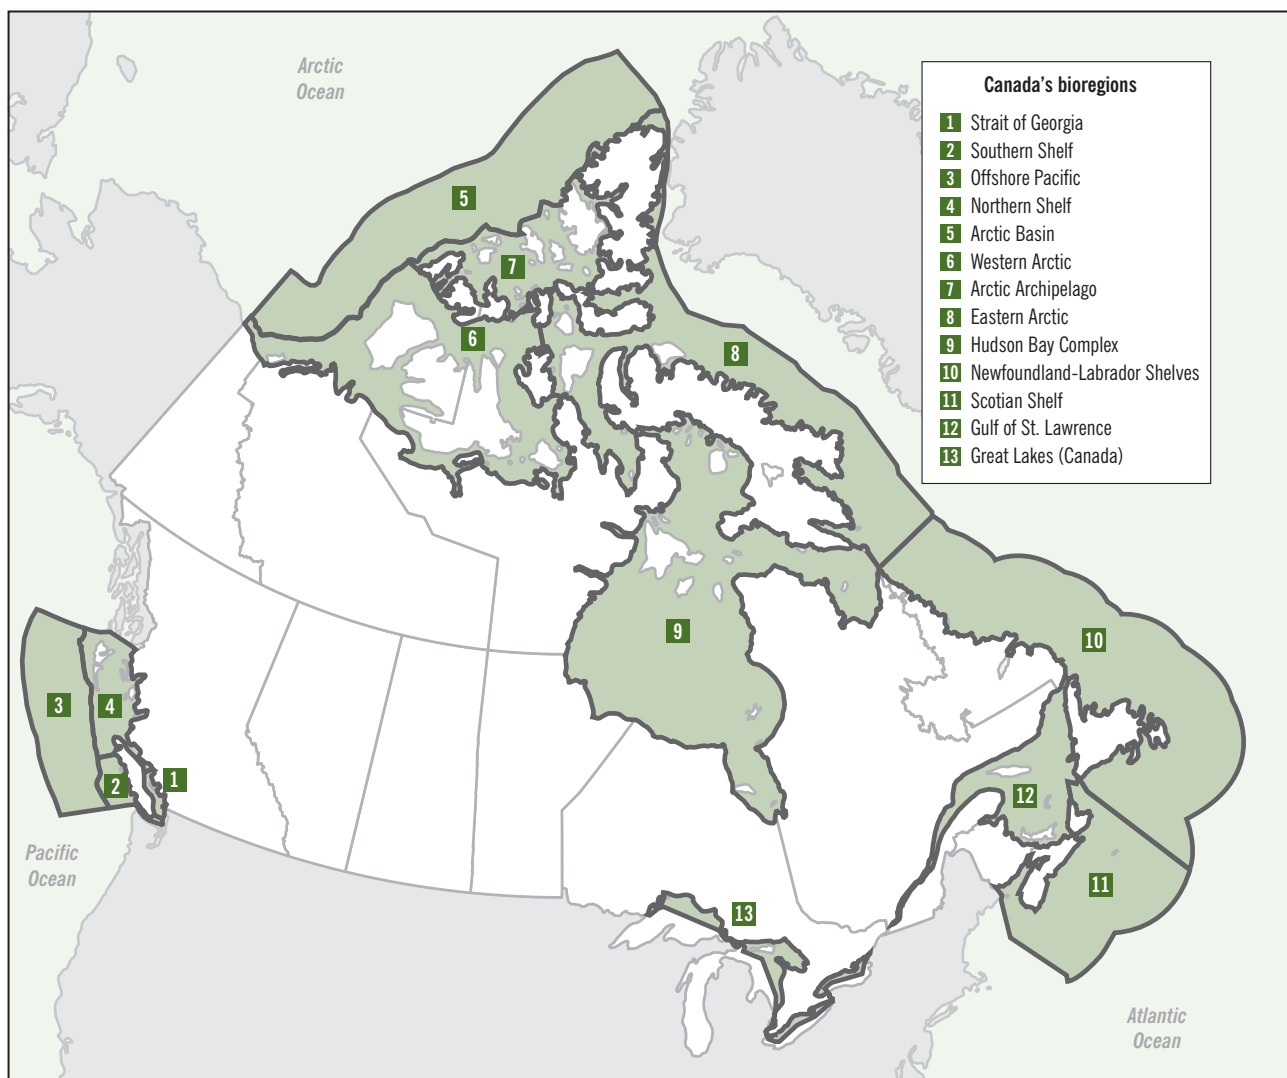 Arctic
Ocean
Canada's bioregions
1 Strait of Georgia
2 Southern Shelf
3 Offshore Pacific
4 Northern Shelf
5 Arctic Basin
6 Western Arctic
7 Arctic Archipelago
8 Eastern Arctic
9 Hudson Bay Complex
10 Newfoundland-Labrador Shelves
11 Scotian Shelf
12 Gulf of St. Lawrence
13 Great Lakes (Canada)
5
7
6
8
9
10
3
4
2
1
12
11
13
Pacific
Ocean
Atlantic
Ocean